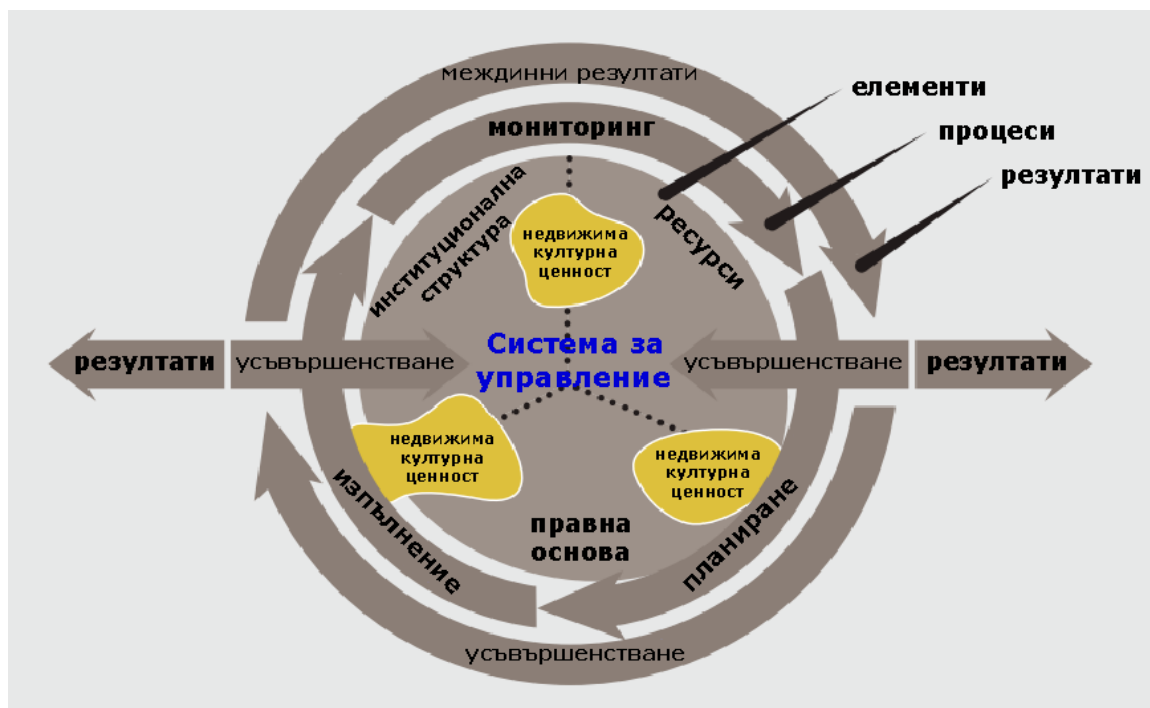 междинни резултати
елементи
мониторинг
процеси
резултати
институционална
структура
ресурси
недвижима
културна
ценност
Система за
управление
резултати
усъвършенстване
усъвършенстване
резултати
недвижима
културна
ценност
недвижима
културна
ценност
изпълнение
правна
основа
планиране
усъвършенстване